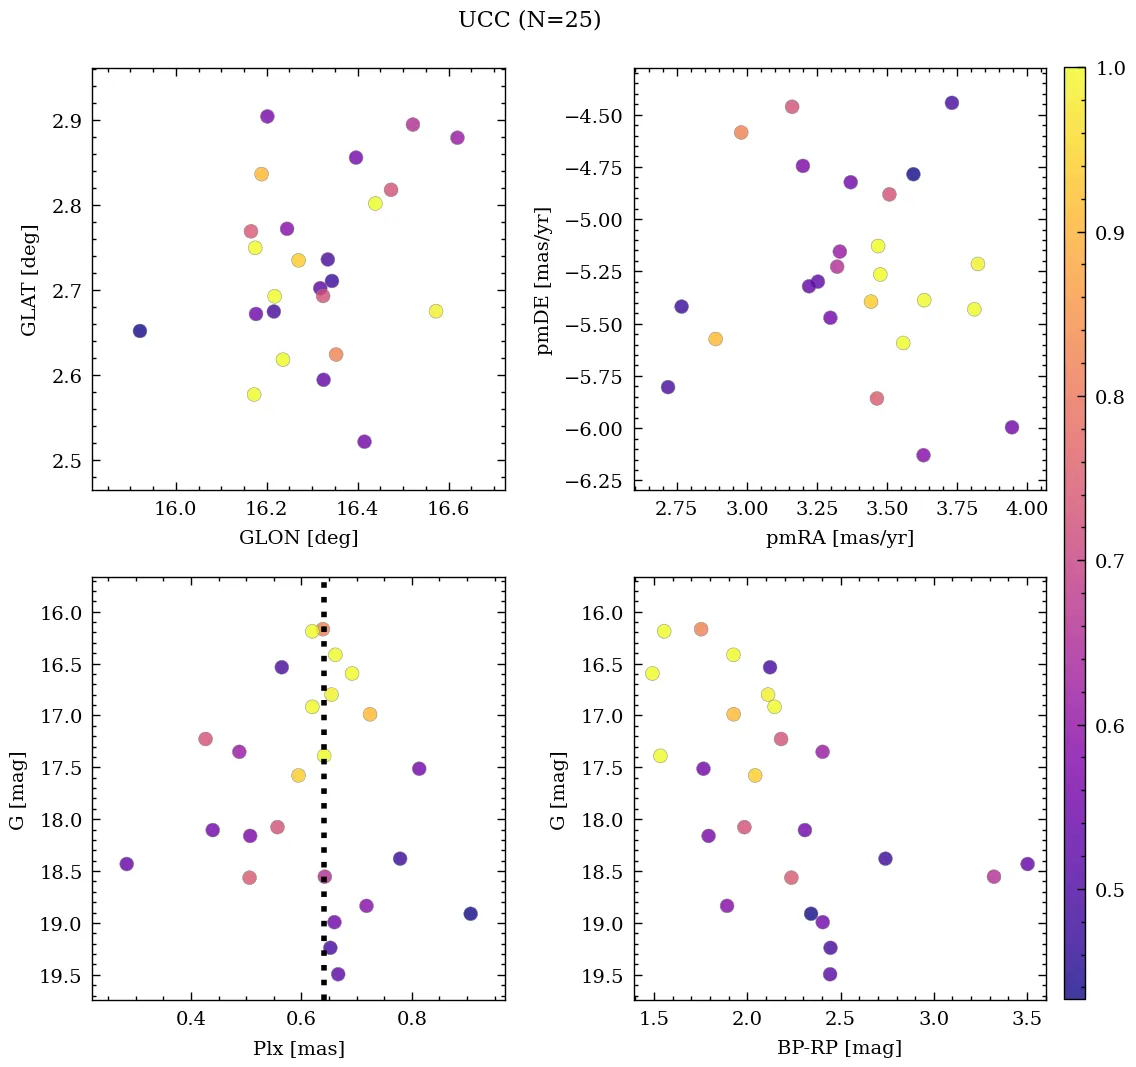 UCC (N=25)
2.9
2.8
2.7
2.6
2.5
GLAT [deg]
16.0 16.2 16.4 16.6
GLON [deg]
−4.50
−4.75
−5.00
−5.25
−5.50
−5.75
−6.00
−6.25
pmDE [mas/yr]
2.75 3.00 3.25 3.50 3.75 4.00
pmRA [mas/yr]
1.0
0.9
0.8
0.7
0.6
0.5
16.0
16.5
17.0
17.5
18.0
18.5
19.0
19.5
G [mag]
0.4 0.6 0.8
Plx [mas]
16.0
16.5
17.0
17.5
18.0
18.5
19.0
19.5
G [mag]
1.5 2.0 2.5 3.0 3.5
BP-RP [mag]